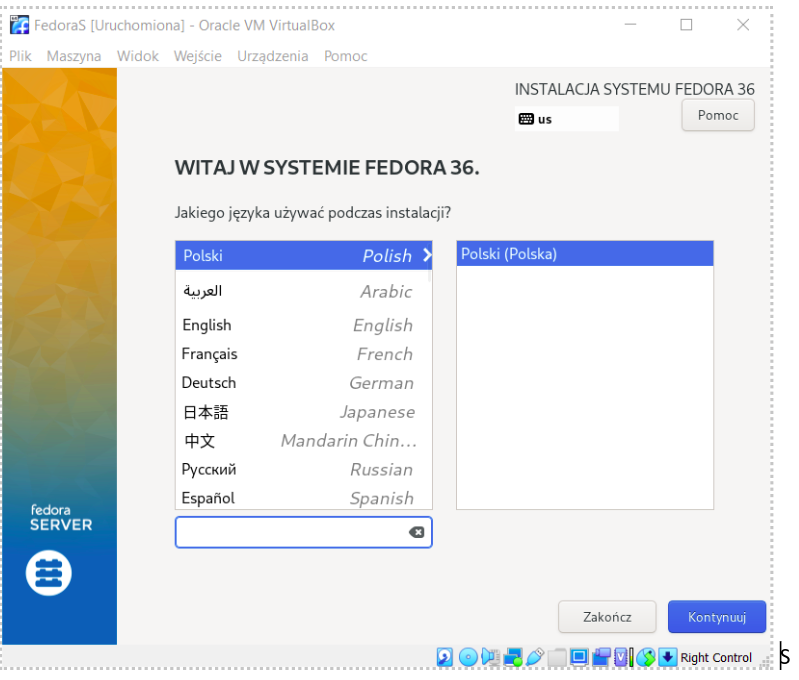 FedoraS [Uruchomiona] - Oracle VM VirtualBox
Plik Maszyna Widok Wejście Urządzenia Pomoc
INSTALACJA SYSTEMU FEDORA 36
us
Pomoc
WITAJ W SYSTEMIE FEDORA 36.
Jakiego języka używać podczas instalacji?
Polski Polish
العربية Arabic
English English
Français French
Deutsch German
日本語 Japanese
中文 Mandarin Chin...
Русский Russian
Español Spanish
Polski (Polska)
fedora
SERVER
Zakończ
Kontynuuj
Right Control
s